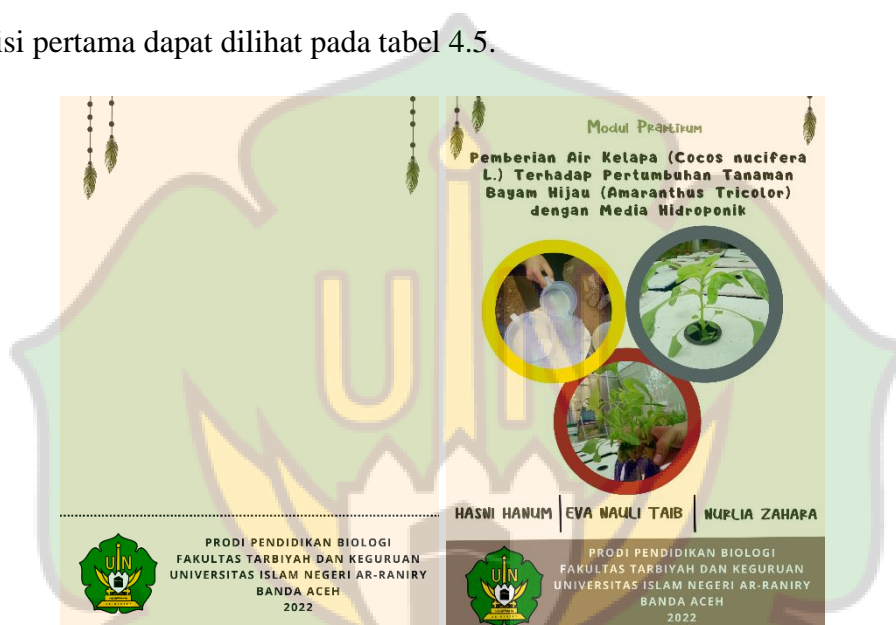 isi pertama dapat dilihat pada tabel 4.5.
Modul Praktikum
Pemberian Air Kelapa (Cocos nucifera
L.) Terhadap Pertumbuhan Tanaman
Bayam Hijau (Amaranthus Tricolor)
dengan Media Hidroponik
HASNI HANUM | EVA NAULI TAIB | NURLIA ZAHARA
PRODI PENDIDIKAN BIOLOGI
FAKULTAS TARBIYAH DAN KEGURUAN
UNIVERSITAS ISLAM NEGERI AR-RANIRY
BANDA ACEH
2022
UIN
PRODI PENDIDIKAN BIOLOGI
FAKULTAS TARBIYAH DAN KEGURUAN
UNIVERSITAS ISLAM NEGERI AR-RANIRY
BANDA ACEH
2022
UIN
UIN